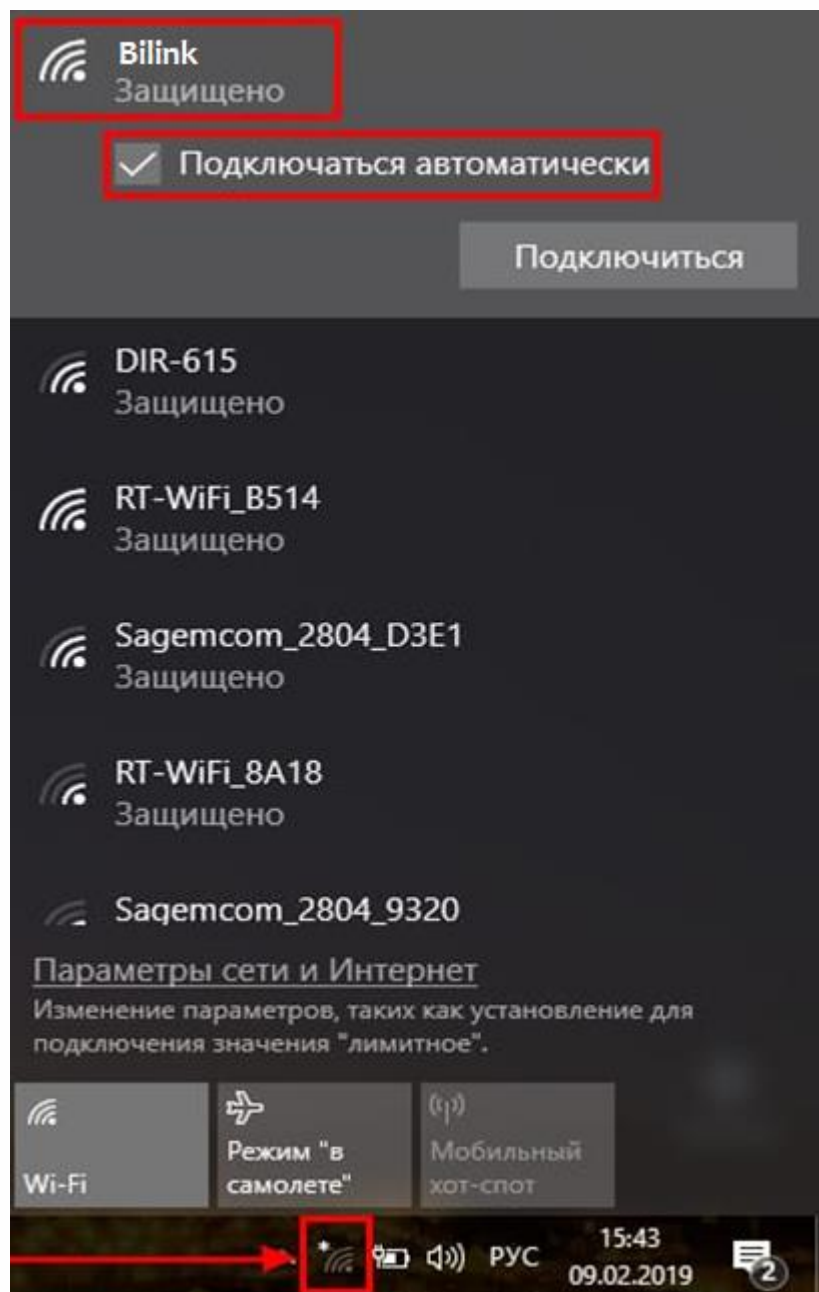 Bilink
Защищено
Подключаться автоматически
Подключиться
DIR-615
Защищено
RT-WiFi_B514
Защищено
Sagemcom_2804_D3E1
Защищено
RT-WiFi_8A18
Защищено
Sagemcom_2804_9320
Параметры сети и Интернет
Изменение параметров, таких как установление для
подключения значения "лимитное".
Wi-Fi
Режим "в
самолете"
Мобильный
хот-спот
РУС
15:43
09.02.2019
2